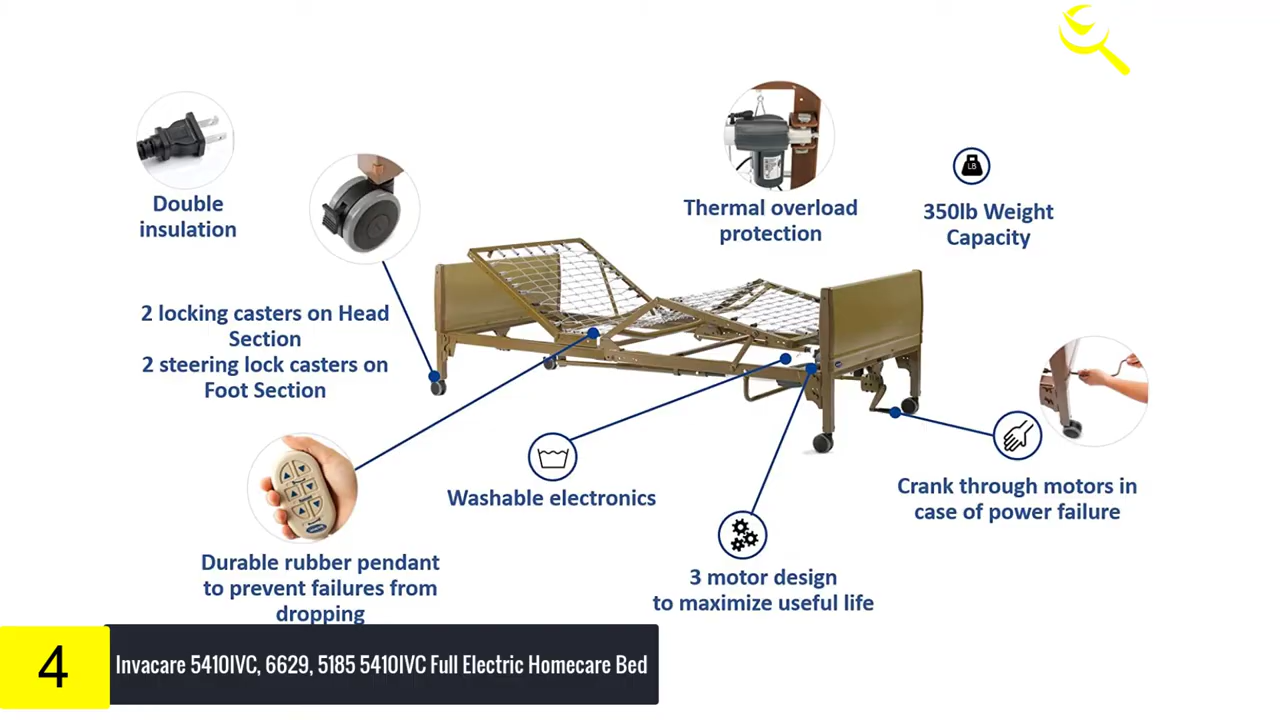 Double
insulation
Thermal overload
protection
LB
350lb Weight
Capacity
2 locking casters on Head
Section
2 steering lock casters on
Foot Section
Washable electronics
Crank through motors in
case of power failure
Durable rubber pendant
to prevent failures from
dropping
3 motor design
to maximize useful life
4
Invacare 5410IVC, 6629, 5185 5410IVC Full Electric Homecare Bed